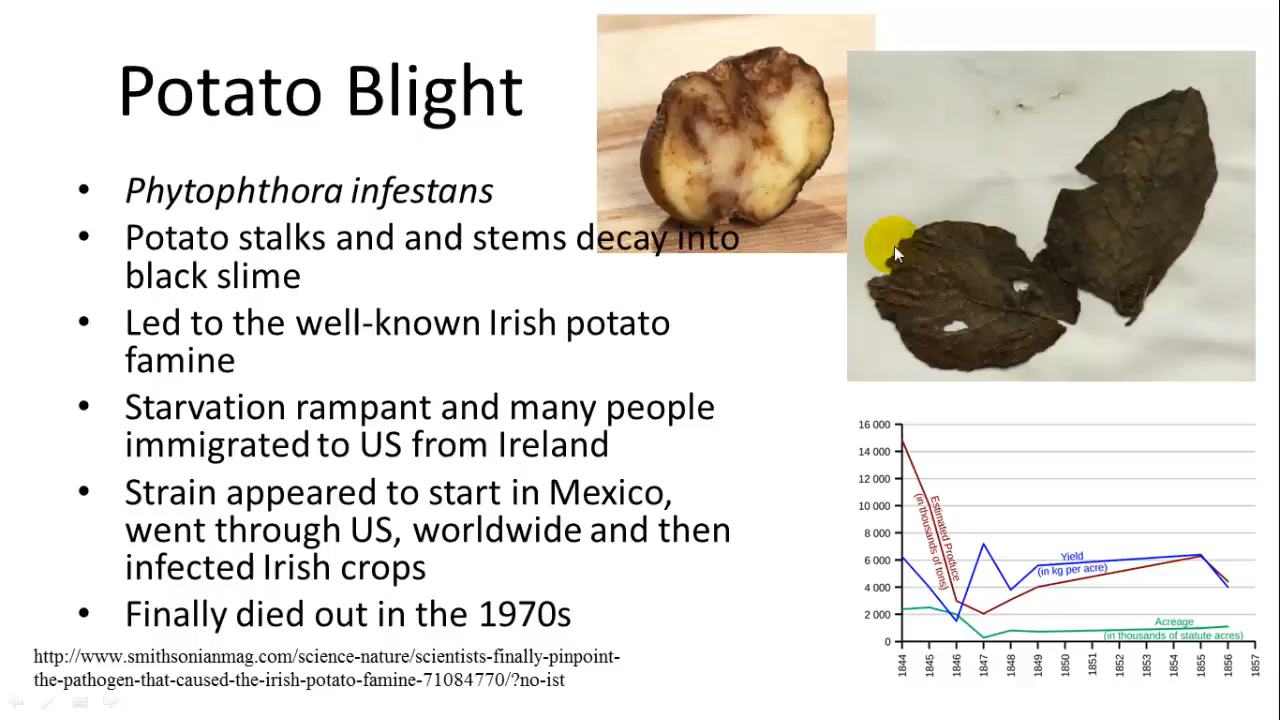 Potato Blight
• Phytophthora infestans
• Potato stalks and and stems decay into
black slime
• Led to the well-known Irish potato
famine
• Starvation rampant and many people
immigrated to US from Ireland
• Strain appeared to start in Mexico,
went through US, worldwide and then
infected Irish crops
• Finally died out in the 1970s
http://www.smithsonianmag.com/science-nature/scientists-finally-pinpoint-
the-pathogen-that-caused-the-irish-potato-famine-71084770/?no-ist
16 000
14 000
12 000
10 000
8 000
6 000
4 000
2 000
0
Estimated Produce
(in thousands of tons)
Yield
(in kg per acre)
Acreage
(in thousands of statute acres)
1844
1845
1846
1847
1848
1849
1850
1851
1852
1853
1854
1855
1856
1857